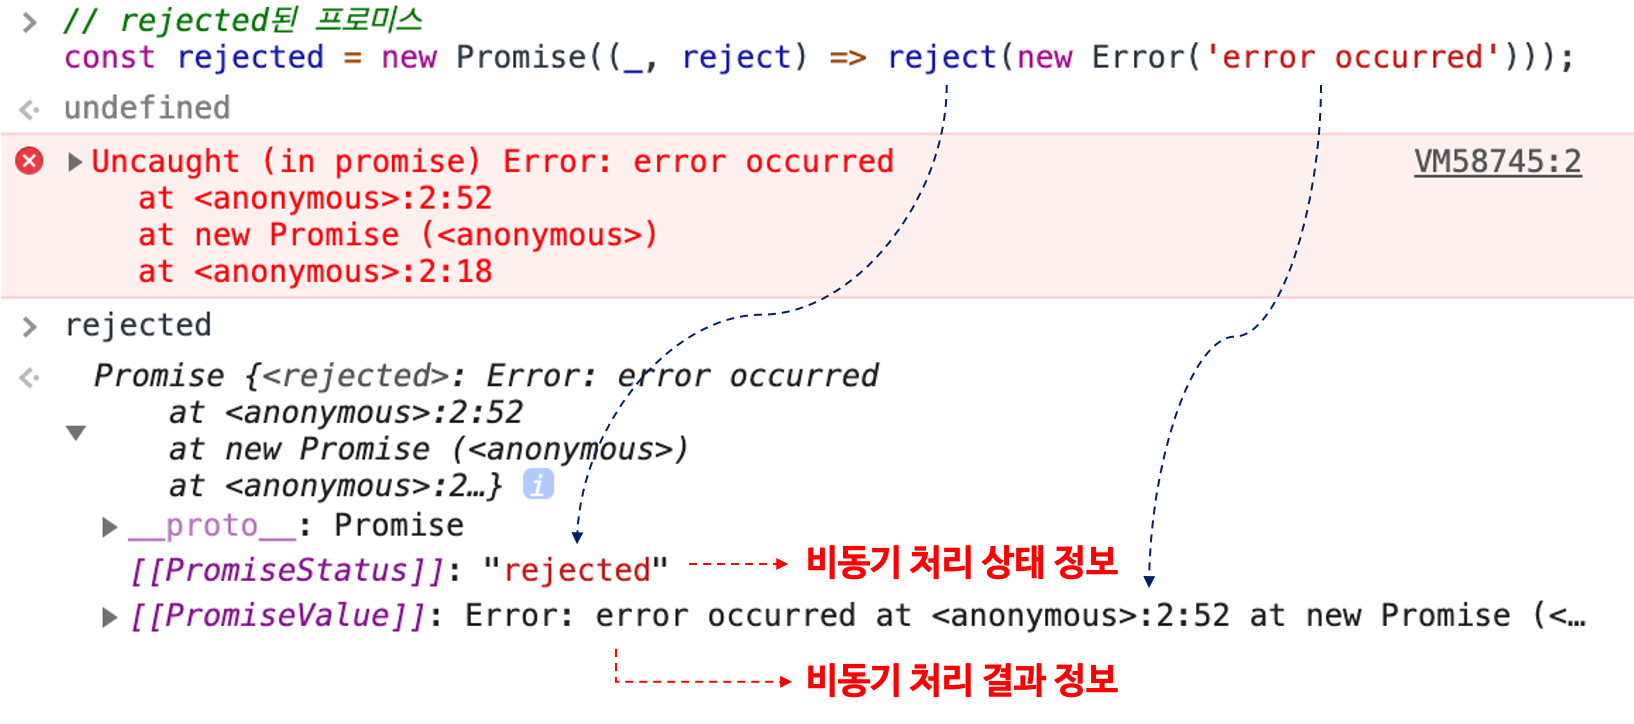 // rejected된 프로미스
const rejected = new Promise((_, reject) => reject(new Error('error occurred')));
undefined
Uncaught (in promise) Error: error occurred VM58745:2
at <anonymous>:2:52
at new Promise (<anonymous>)
at <anonymous>:2:18
rejected
Promise {<rejected>: Error: error occurred
at <anonymous>:2:52
at new Promise (<anonymous>)
at <anonymous>:2…} i
__proto__: Promise
[[PromiseStatus]]: "rejected" 비동기 처리 상태 정보
[[PromiseValue]]: Error: error occurred at <anonymous>:2:52 at new Promise (<…
비동기 처리 결과 정보